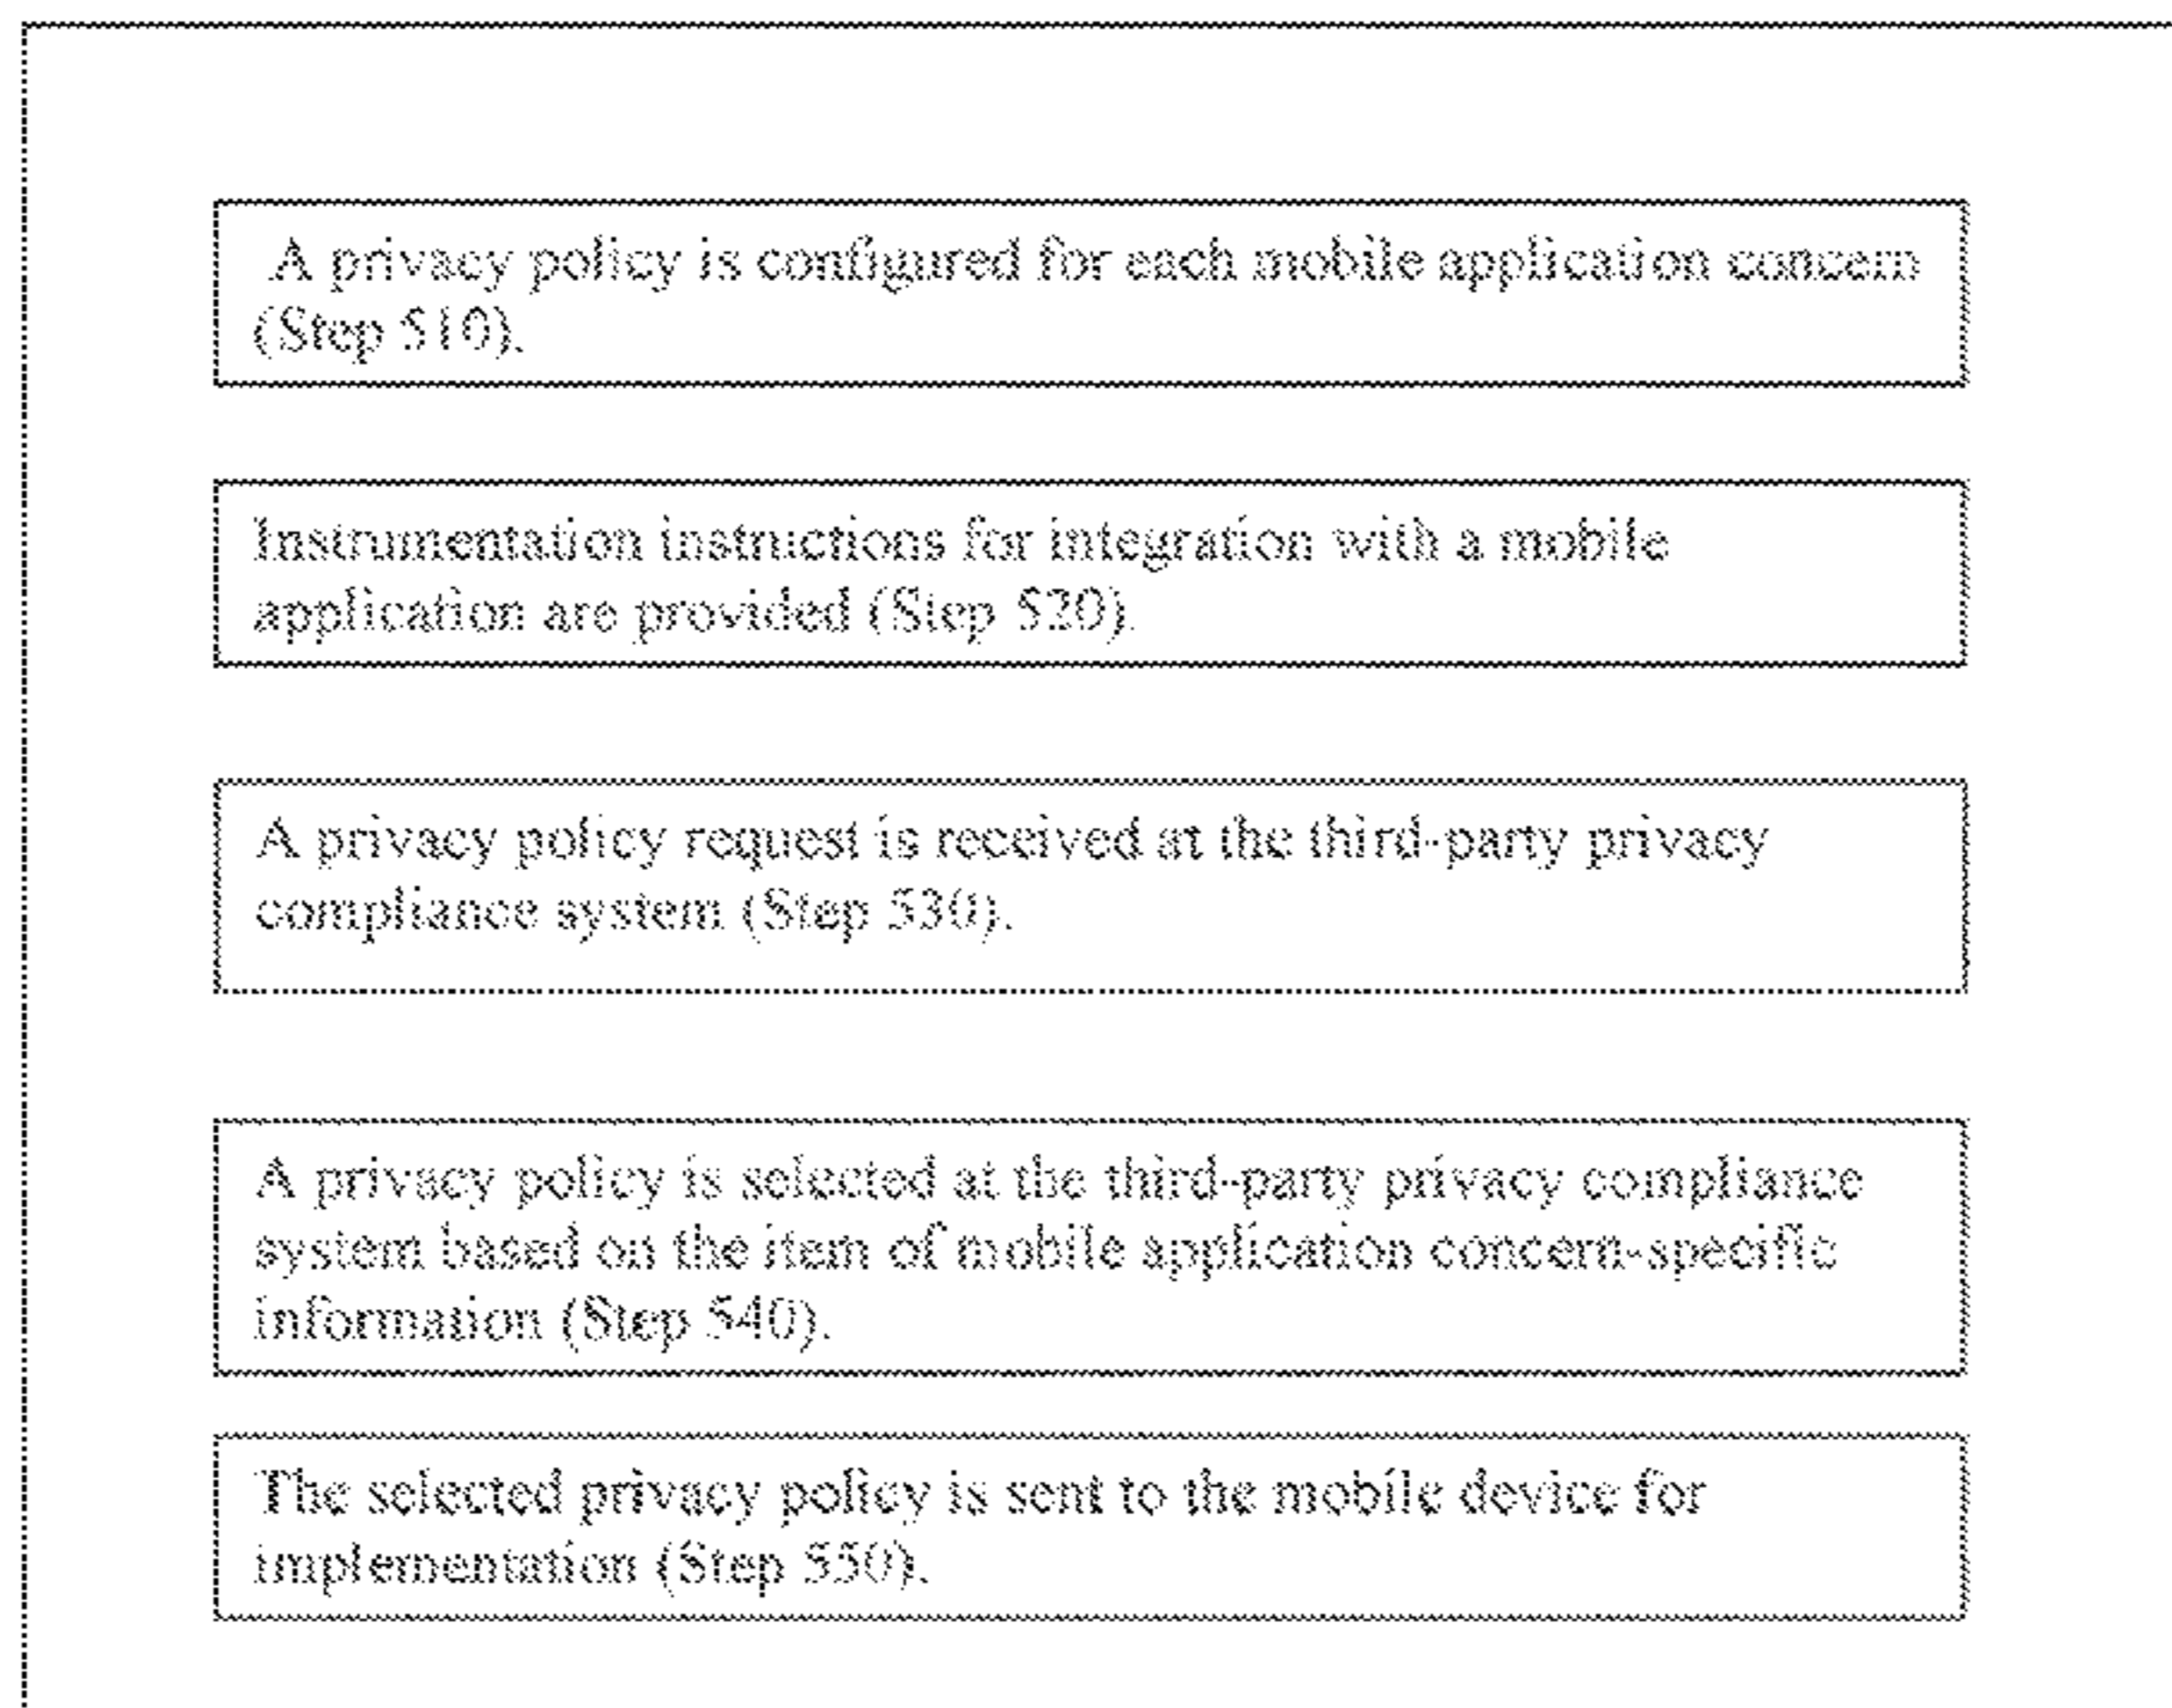 A privacy policy is configured for each mobile application concern
(Step 510).
Instrumentation instructions for integration with a mobile
application are provided (Step 520).
A privacy policy request is received at the third-party privacy
compliance system (Step 530).
A privacy policy is selected at the third-party privacy compliance
system based on the item of mobile application concern-specific
information (Step 540).
The selected privacy policy is sent to the mobile device for
implementation (Step 550).